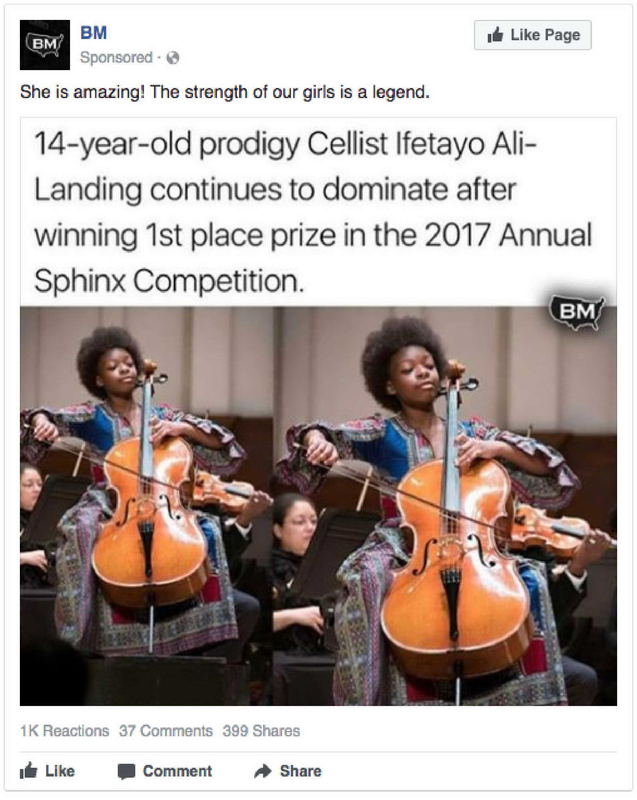 BM
BM
Sponsored ·
Like Page
She is amazing! The strength of our girls is a legend.
14-year-old prodigy Cellist Ifetayo Ali-
Landing continues to dominate after
winning 1st place prize in the 2017 Annual
Sphinx Competition.
BM
1K Reactions 37 Comments 399 Shares
Like Comment Share